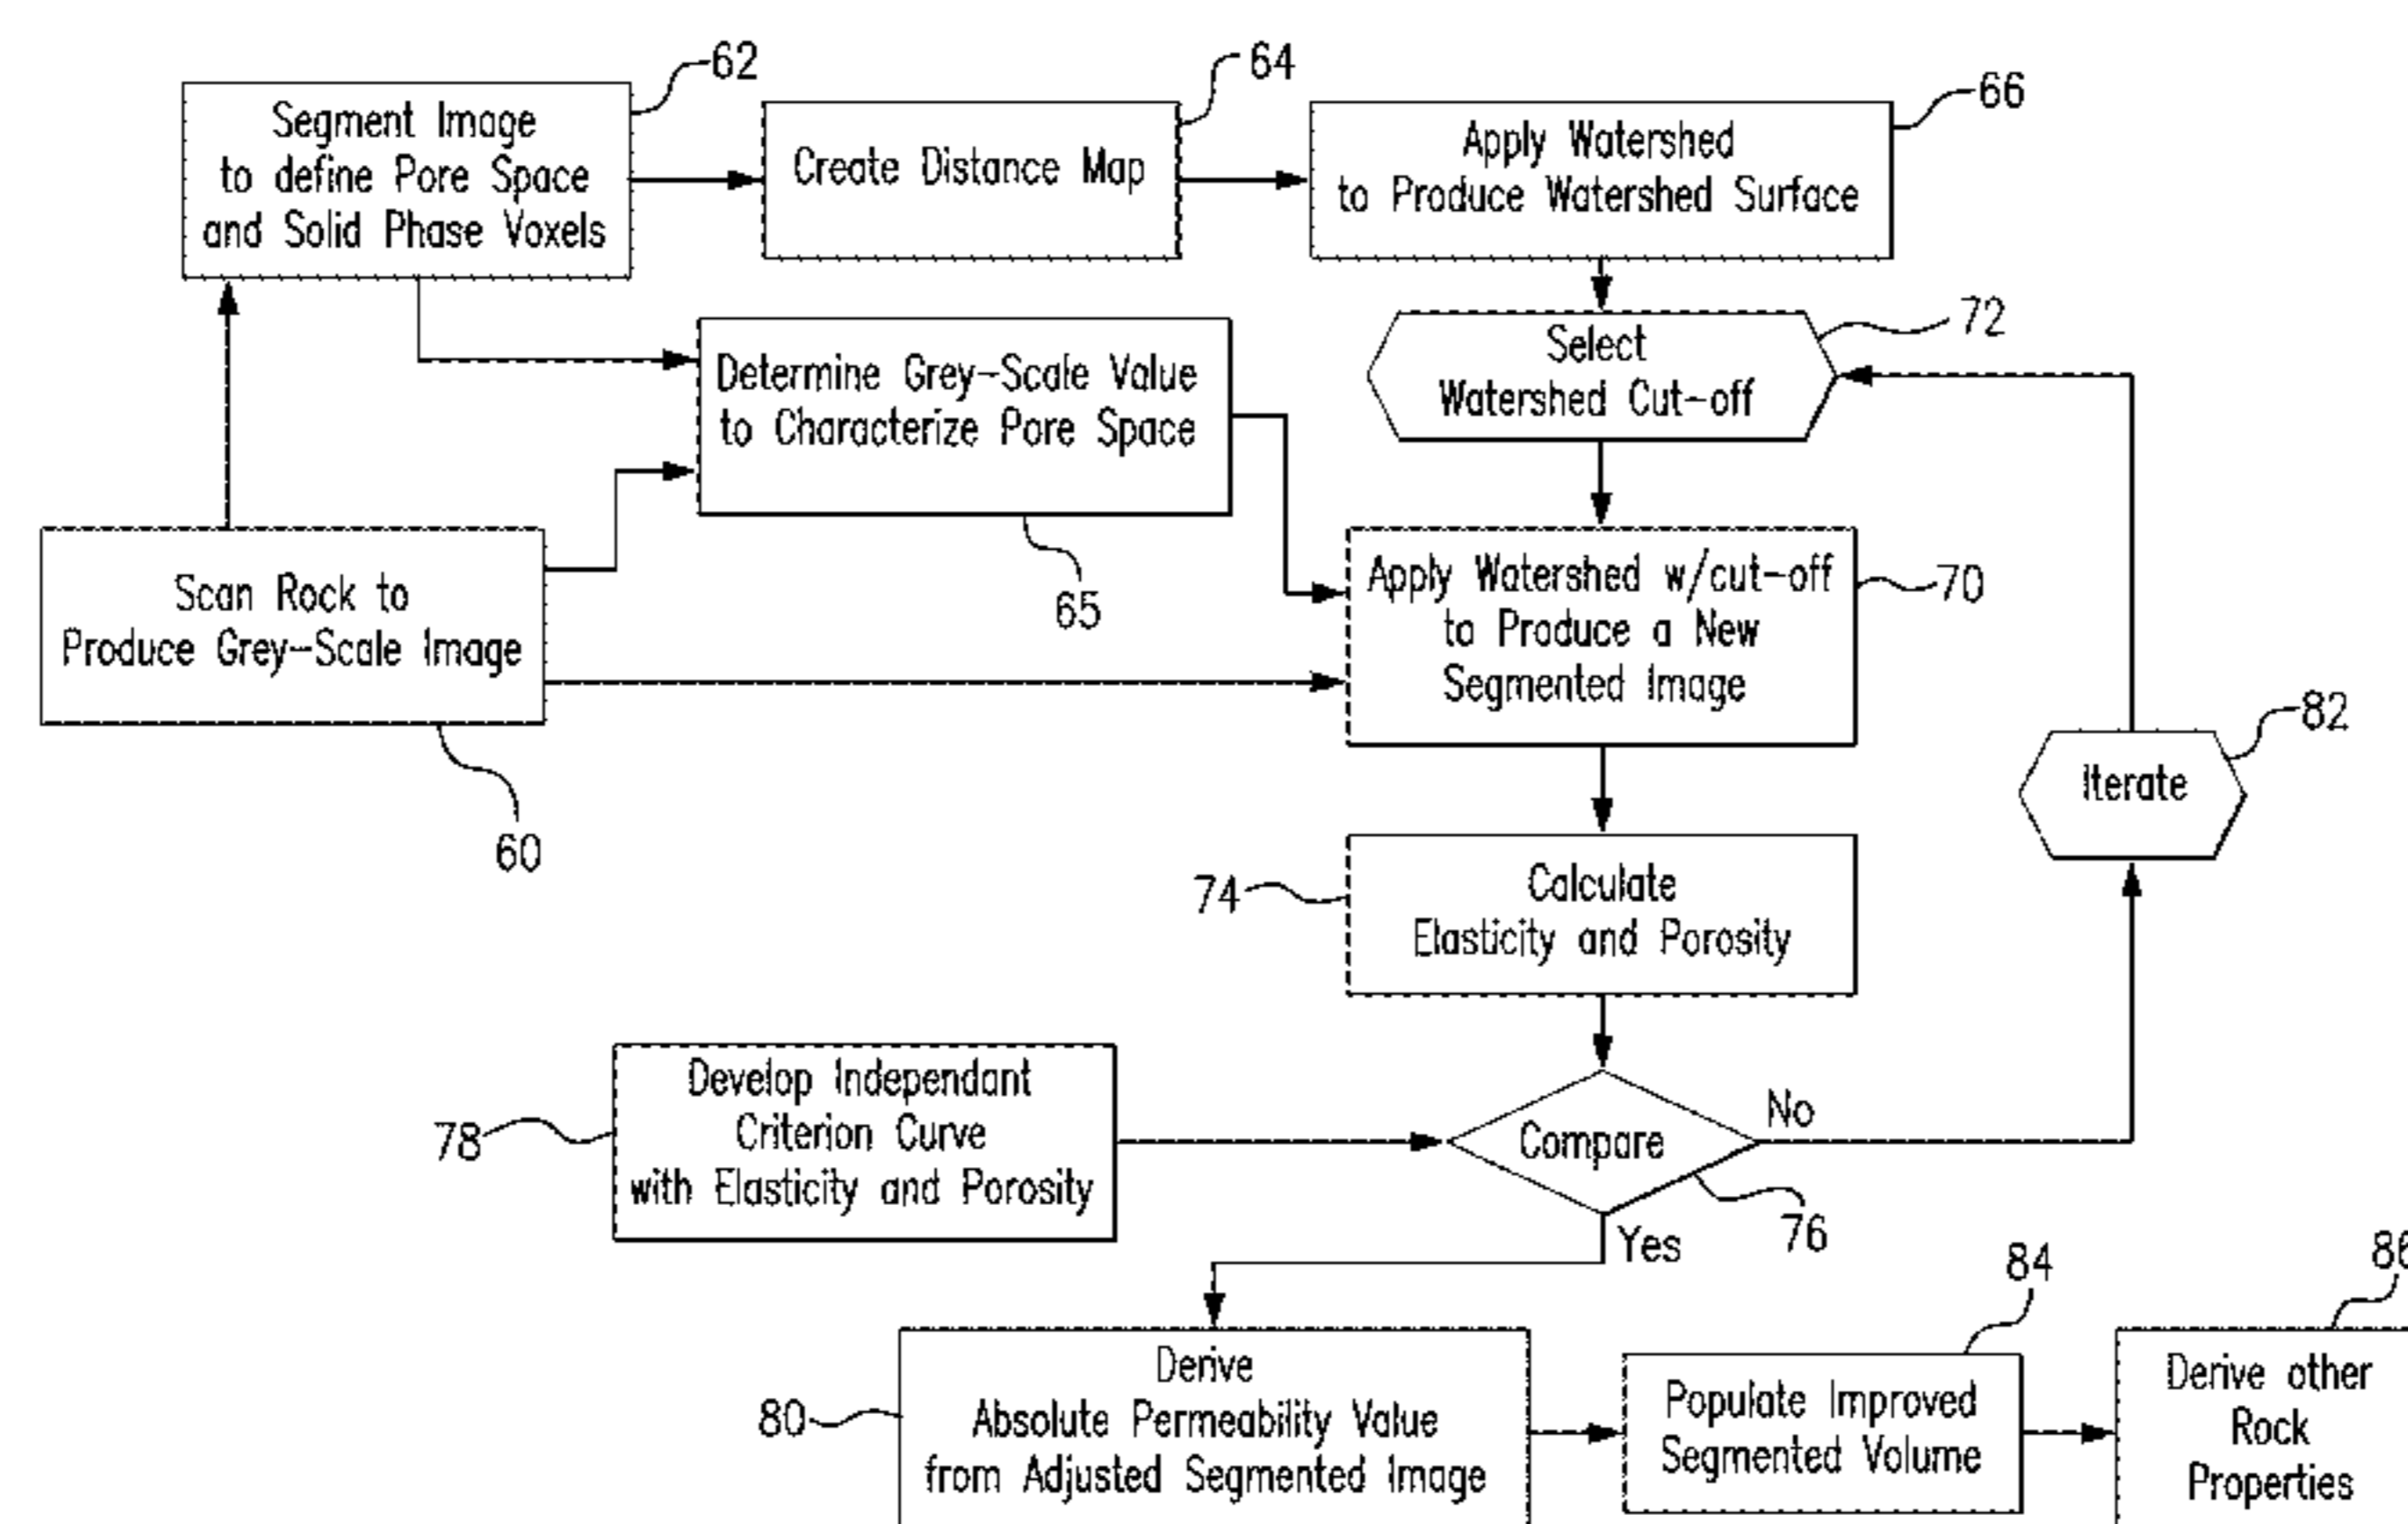 62
Segment Image
to define Pore Space
and Solid Phase Voxels
64
Create Distance Map
66
Apply Watershed
to Produce Watershed Surface
72
Select
Watershed Cut-off
Determine Grey-Scale Value
to Characterize Pore Space
65
Scan Rock to
Produce Grey-Scale Image
60
Apply Watershed w/cut-off
to Produce a New
Segmented Image
70
82
Iterate
74
Calculate
Elasticity and Porosity
78
Develop Independant
Criterion Curve
with Elasticity and Porosity
Compare
No
76
Yes
80
Derive
Absolute Permeability Value
from Adjusted Segmented Image
84
Populate Improved
Segmented Volume
86
Derive other
Rock
Properties